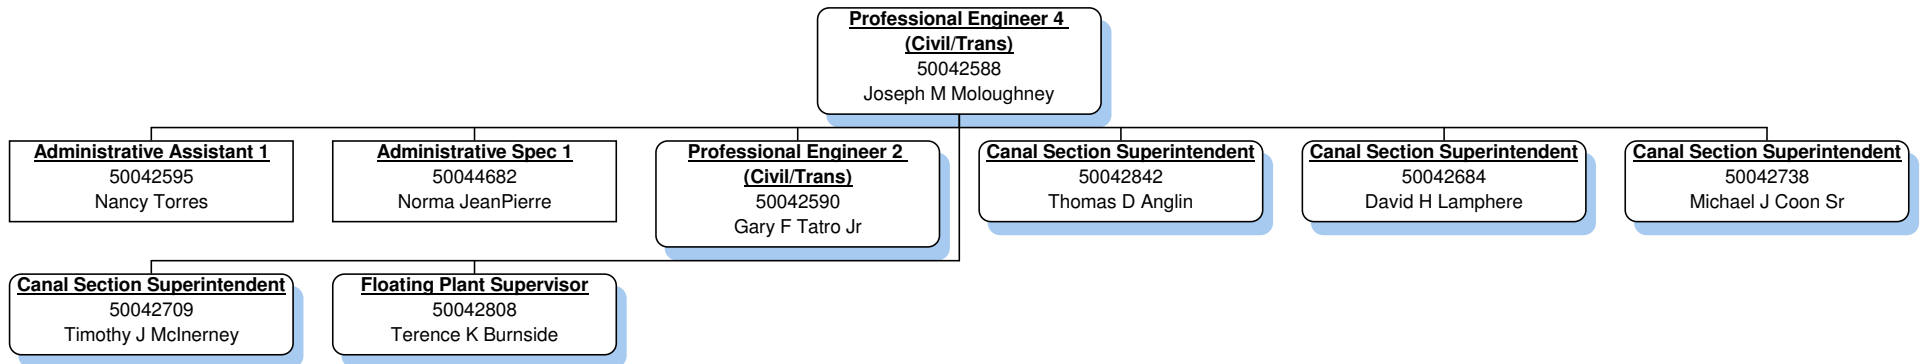 Professional Engineer 4
(Civil/Trans)
50042588
Joseph M Moloughney
Administrative Assistant 1
50042595
Nancy Torres
Administrative Spec 1
50044682
Norma JeanPierre
Professional Engineer 2
(Civil/Trans)
50042590
Gary F Tatro Jr
Canal Section Superintendent
50042842
Thomas D Anglin
Canal Section Superintendent
50042684
David H Lamphere
Canal Section Superintendent
50042738
Michael J Coon Sr
Canal Section Superintendent
50042709
Timothy J McInerney
Floating Plant Supervisor
50042808
Terence K Burnside